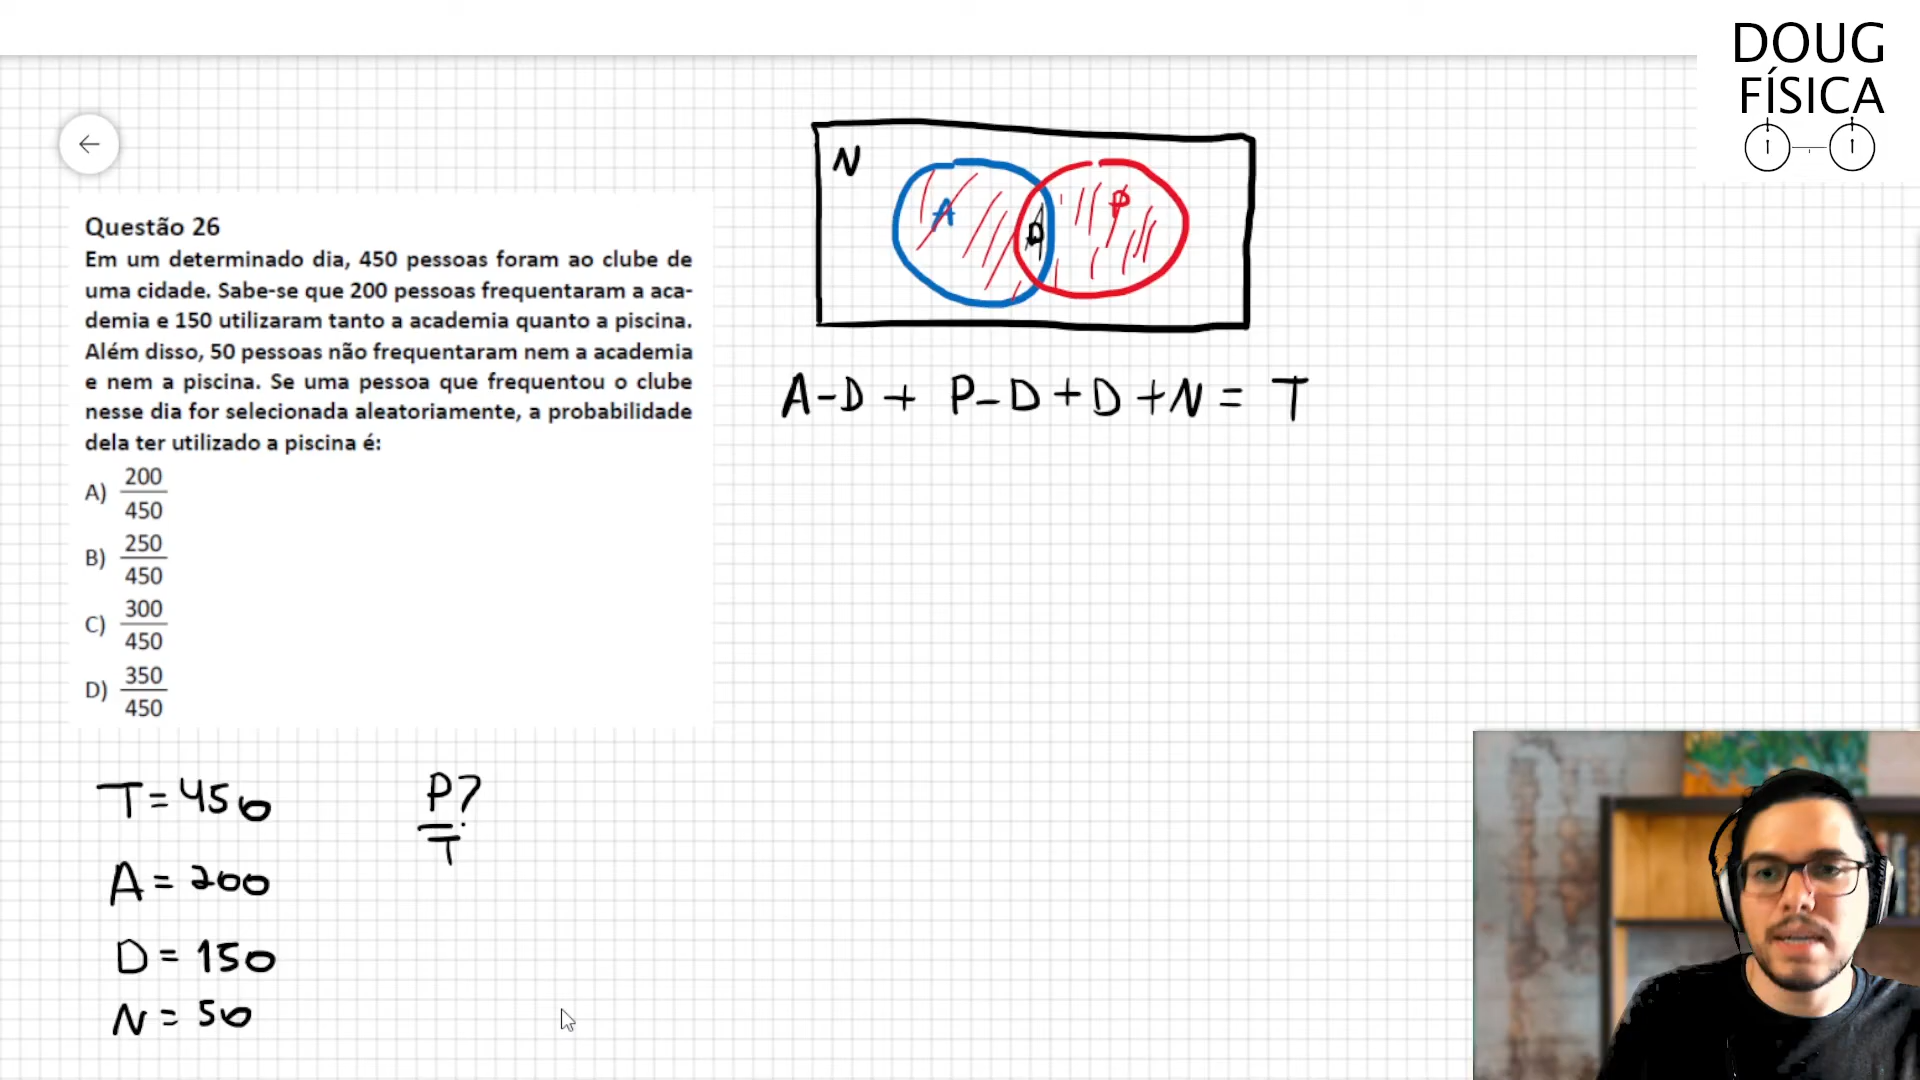 DOUG
FÍSICA
Questão 26
Em um determinado dia, 450 pessoas foram ao clube de
uma cidade. Sabe-se que 200 pessoas frequentaram a aca-
demia e 150 utilizaram tanto a academia quanto a piscina.
Além disso, 50 pessoas não frequentaram nem a academia
e nem a piscina. Se uma pessoa que frequentou o clube
nesse dia for selecionada aleatoriamente, a probabilidade
dela ter utilizado a piscina é:
A) 200/450
B) 250/450
C) 300/450
D) 350/450
N
A
D
P
A-D + P-D+D+N = T
T=450
A=200
D=150
N=50
P?
T